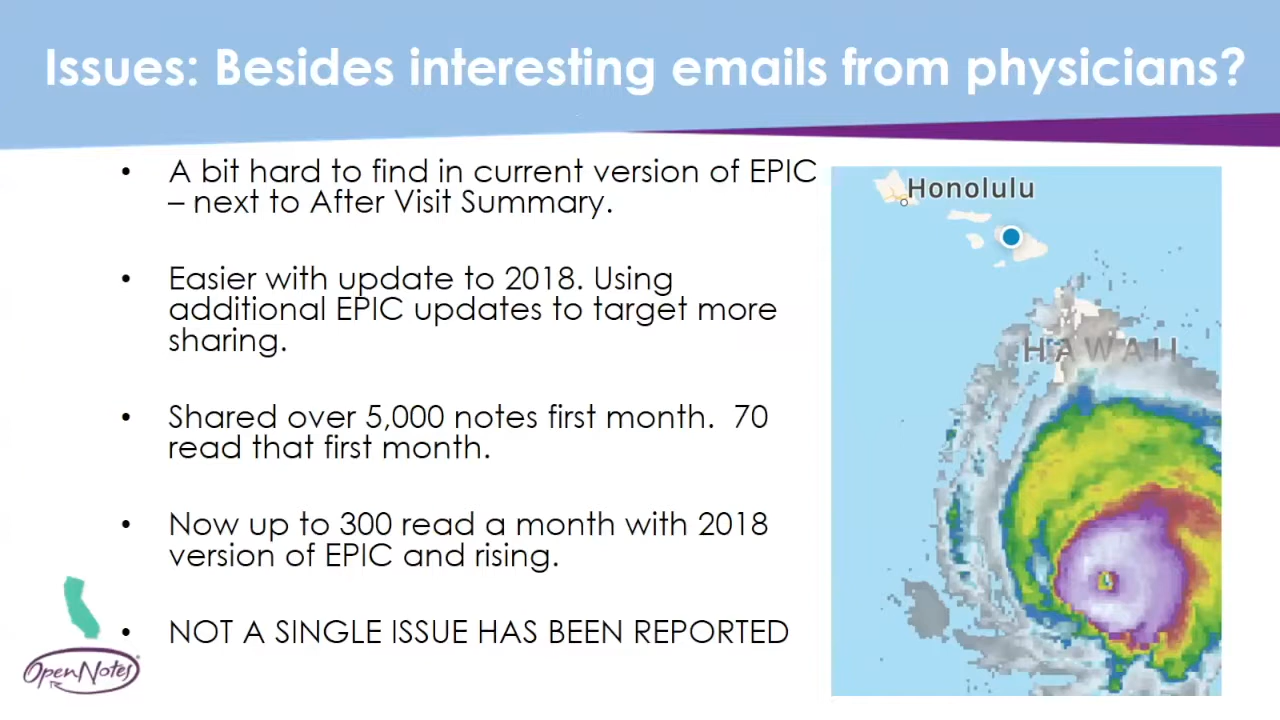 Issues: Besides interesting emails from physicians?
• A bit hard to find in current version of EPIC
– next to After Visit Summary.
• Easier with update to 2018. Using
additional EPIC updates to target more
sharing.
• Shared over 5,000 notes first month.  70
read that first month.
• Now up to 300 read a month with 2018
version of EPIC and rising.
• NOT A SINGLE ISSUE HAS BEEN REPORTED
Honolulu
HAWAII
OpenNotes®